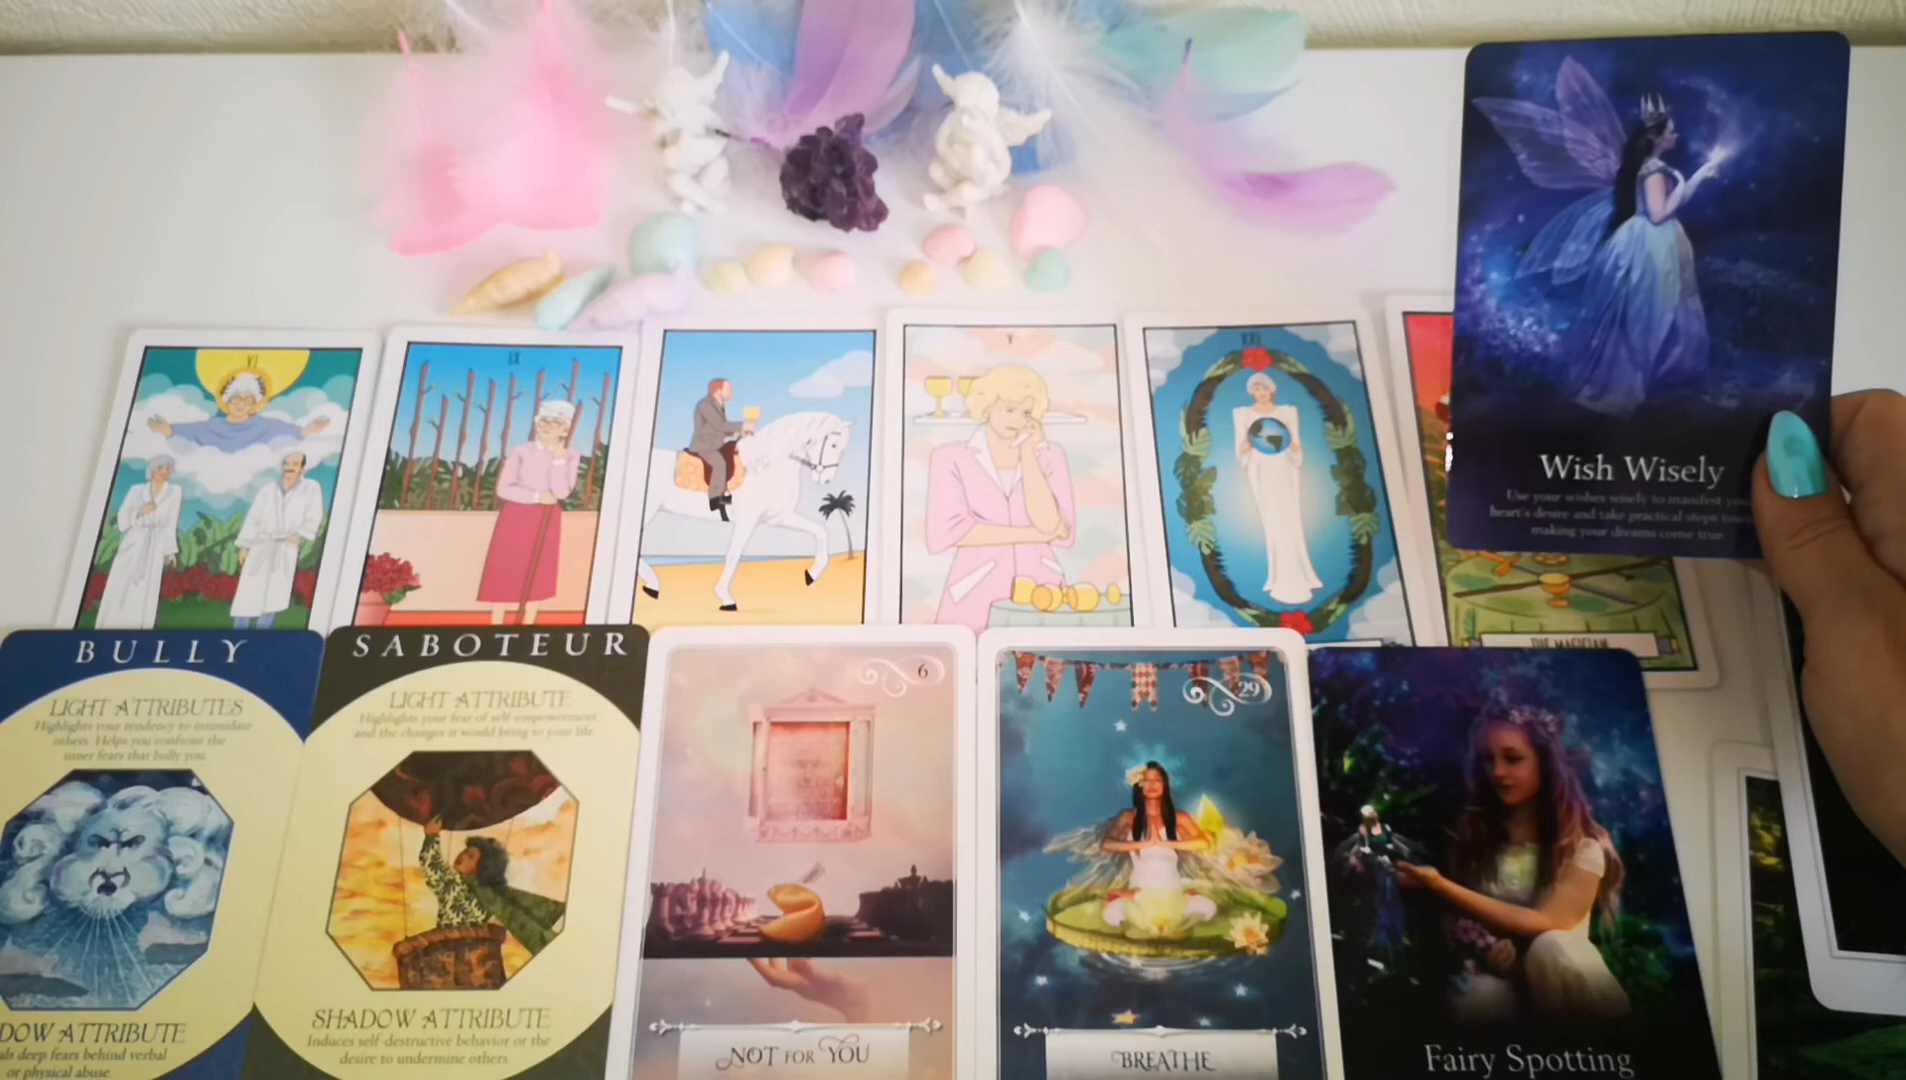 VI
IX
V
XXI
Wish Wisely
Use your wishes wisely to manifest
heart's desire and take practical steps
making your dreams come true
THE MAGICIAN
BULLY
LIGHT ATTRIBUTES
Highlights your tendency to intimidate
others. Helps you confront the
inner fears that bully you.
DOW ATTRIBUTE
als deep fears behind verbal
or physical abuse
SABOTEUR
LIGHT ATTRIBUTE
Highlights your fear of self-empowerment
and the changes it would bring to your life
SHADOW ATTRIBUTE
Induces self-destructive behavior or the
desire to undermine others
6
NOT FOR YOU
29
BREATHE
Fairy Spotting